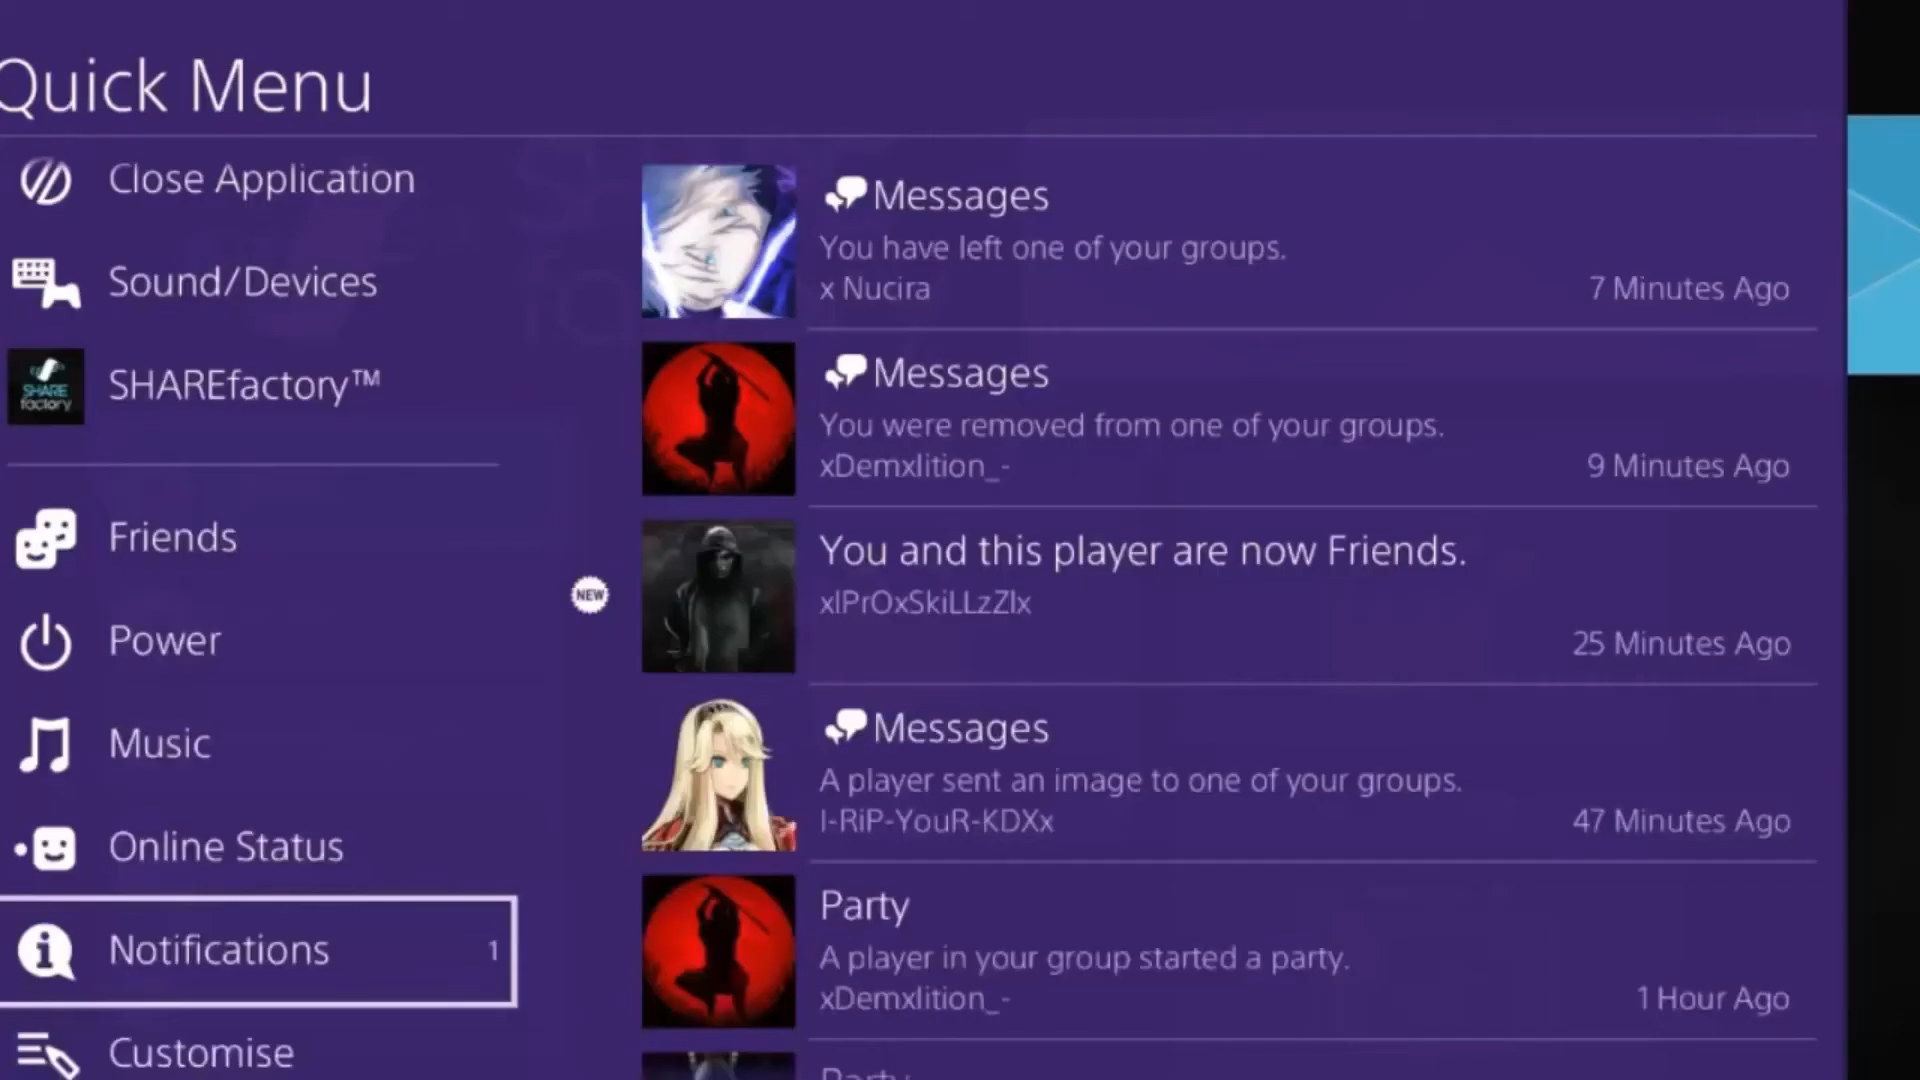 Quick Menu
Close Application
Sound/Devices
SHARE factory
SHAREfactory™
Friends
Power
Music
Online Status
Notifications 1
Customise
Messages
You have left one of your groups.
x Nucira
7 Minutes Ago
Messages
You were removed from one of your groups.
xDemxlition_-
9 Minutes Ago
NEW
You and this player are now Friends.
xIPrOxSkiLLzZIx
25 Minutes Ago
Messages
A player sent an image to one of your groups.
I-RiP-YouR-KDXx
47 Minutes Ago
Party
A player in your group started a party.
xDemxlition_-
1 Hour Ago
Party